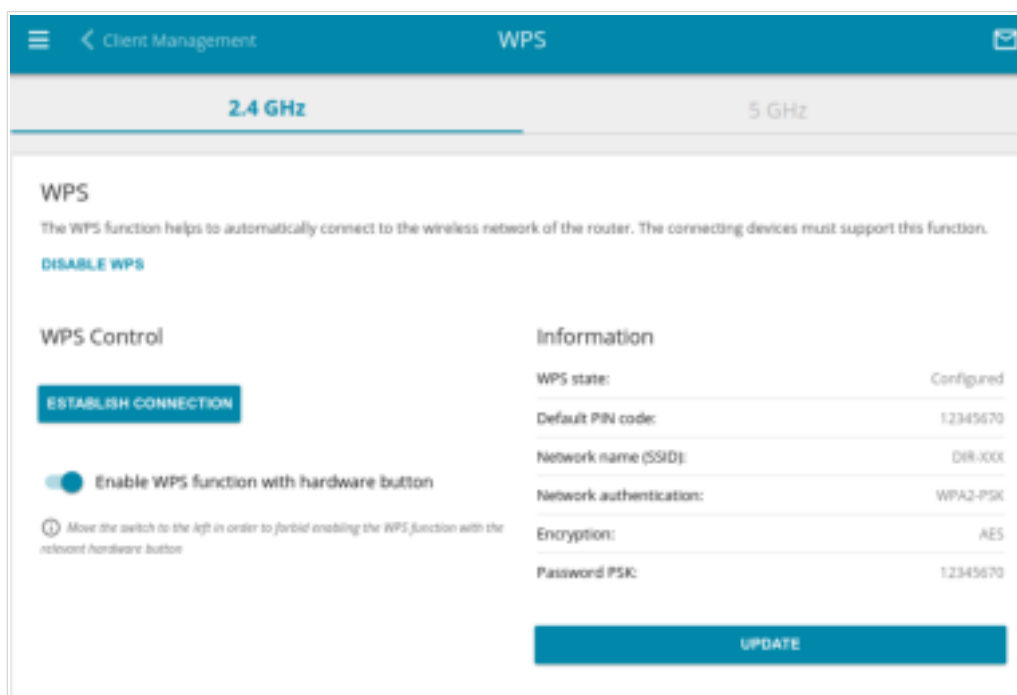 Client Management
WPS
2.4 GHz
5 GHz
WPS
The WPS function helps to automatically connect to the wireless network of the router. The connecting devices must support this function.
DISABLE WPS
WPS Control
ESTABLISH CONNECTION
Enable WPS function with hardware button
Move the switch to the left in order to forbid enabling the WPS function with the
relevant hardware button
Information
WPS state: Configured
Default PIN code: 12345670
Network name (SSID): DIR-XXX
Network authentication: WPA2-PSK
Encryption: AES
Password PSK: 12345670
UPDATE